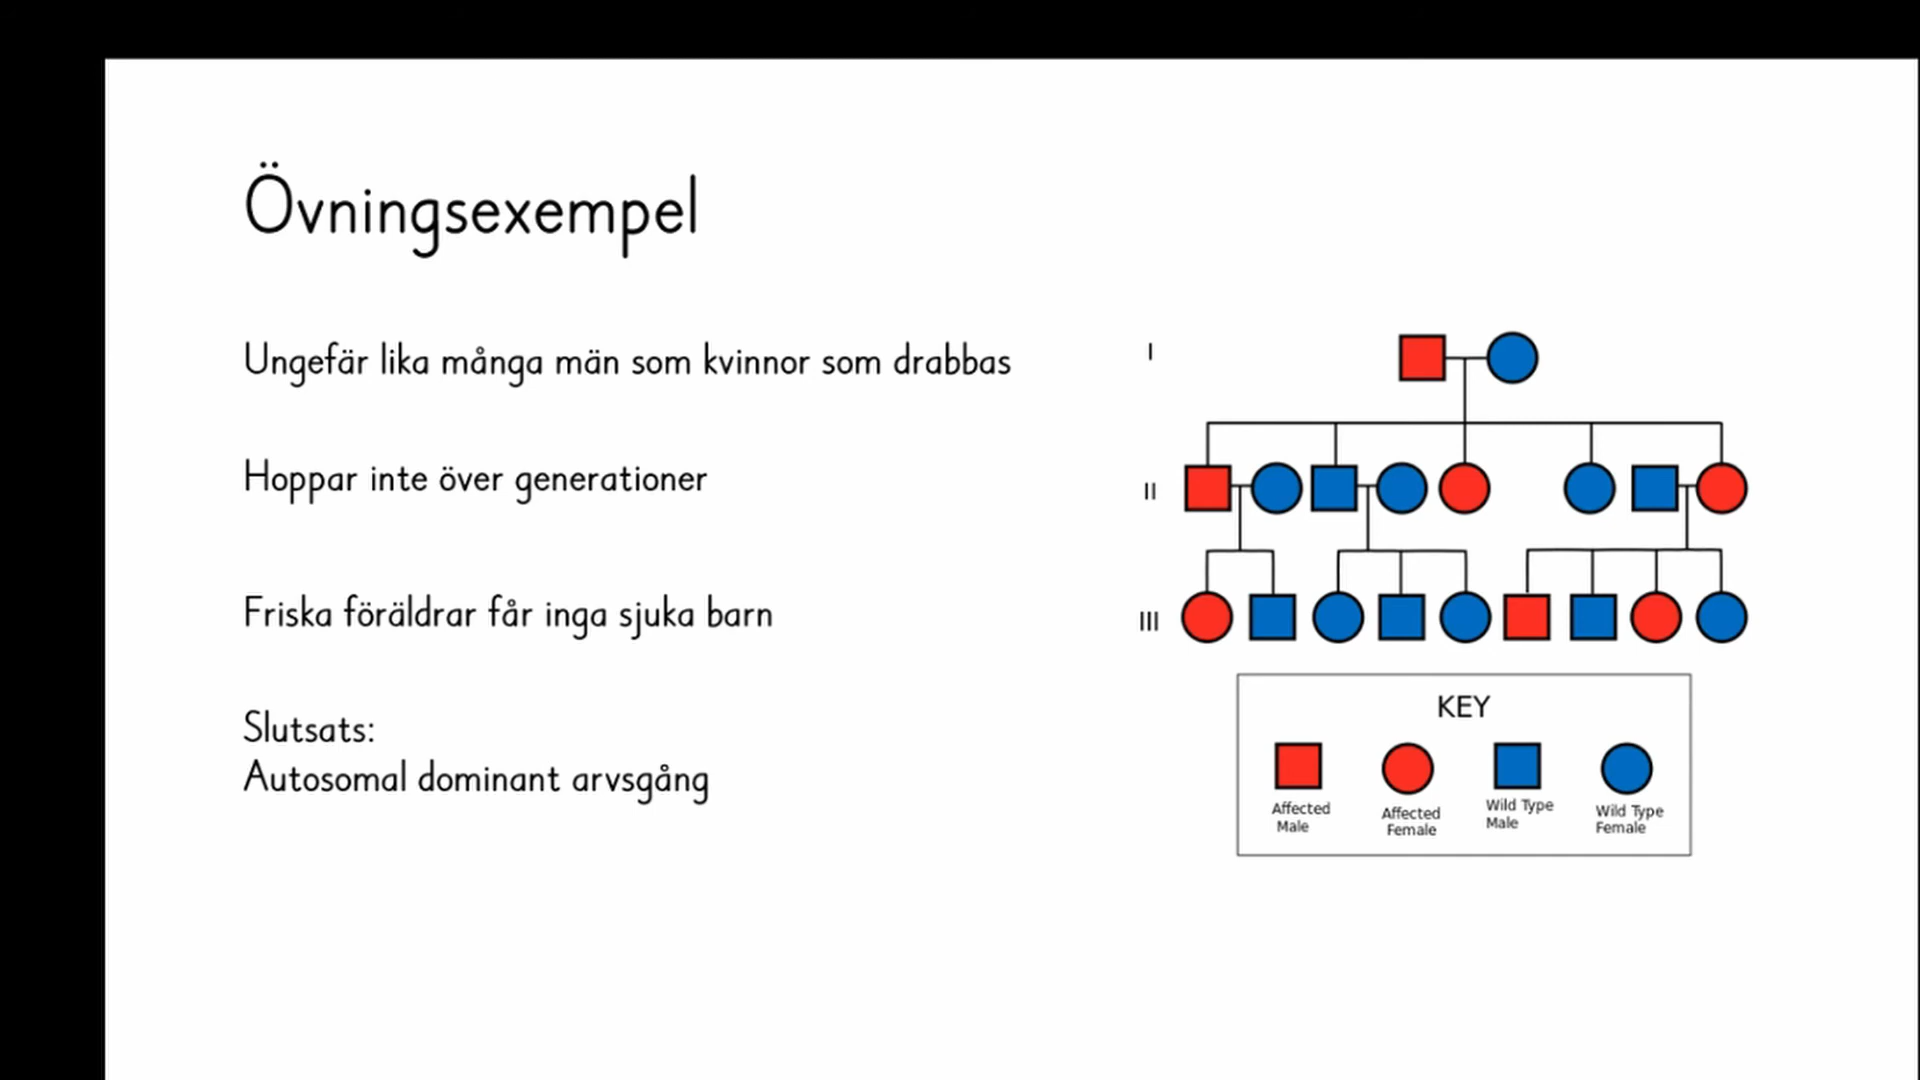 Övningsexempel
Ungefär lika många män som kvinnor som drabbas
Hoppar inte över generationer
Friska föräldrar får inga sjuka barn
Slutsats:
Autosomal dominant arvsgång
I
II
III
KEY
Affected
Male
Affected
Female
Wild Type
Male
Wild Type
Female